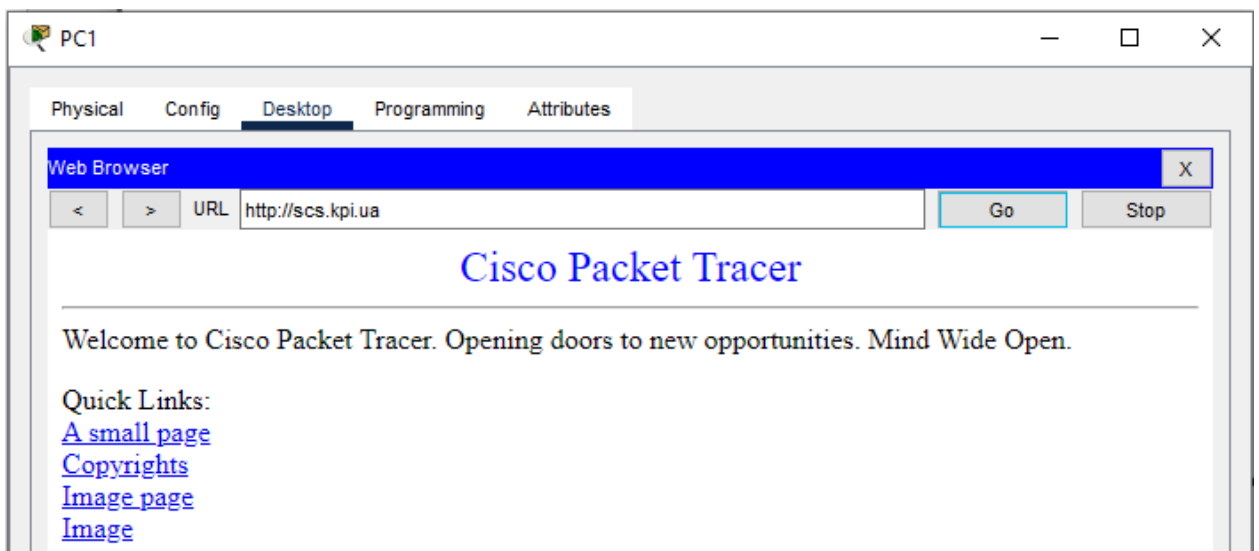 PC1
Physical Config Desktop Programming Attributes
Web Browser X
< > URL http://scs.kpi.ua Go Stop
Cisco Packet Tracer
Welcome to Cisco Packet Tracer. Opening doors to new opportunities. Mind Wide Open.
Quick Links:
A small page
Copyrights
Image page
Image